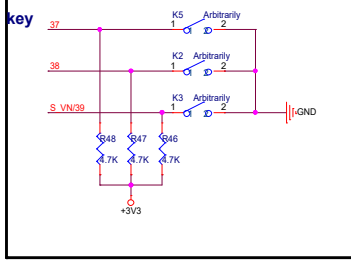 key
37
K5 Arbitrarily
1 2
38
K2 Arbitrarily
1 2
S_VN/39
K3 Arbitrarily
1 2
GND
R48 R47 R46
4.7K 4.7K 4.7K
+3V3